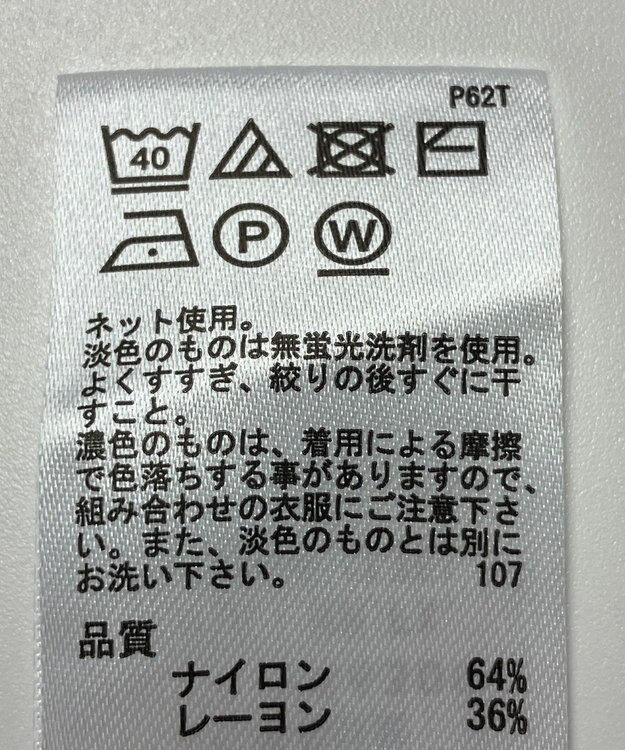 P62T
40
P W
ネット使用。
淡色のものは無蛍光洗剤を使用。
よくすすぎ、絞りの後すぐに干
すこと。
濃色のものは、着用による摩擦
で色落ちする事がありますので、
組み合わせの衣服にご注意下さ
い。また、淡色のものとは別に
お洗い下さい。 107
品質
ナイロン 64%
レーヨン 36%